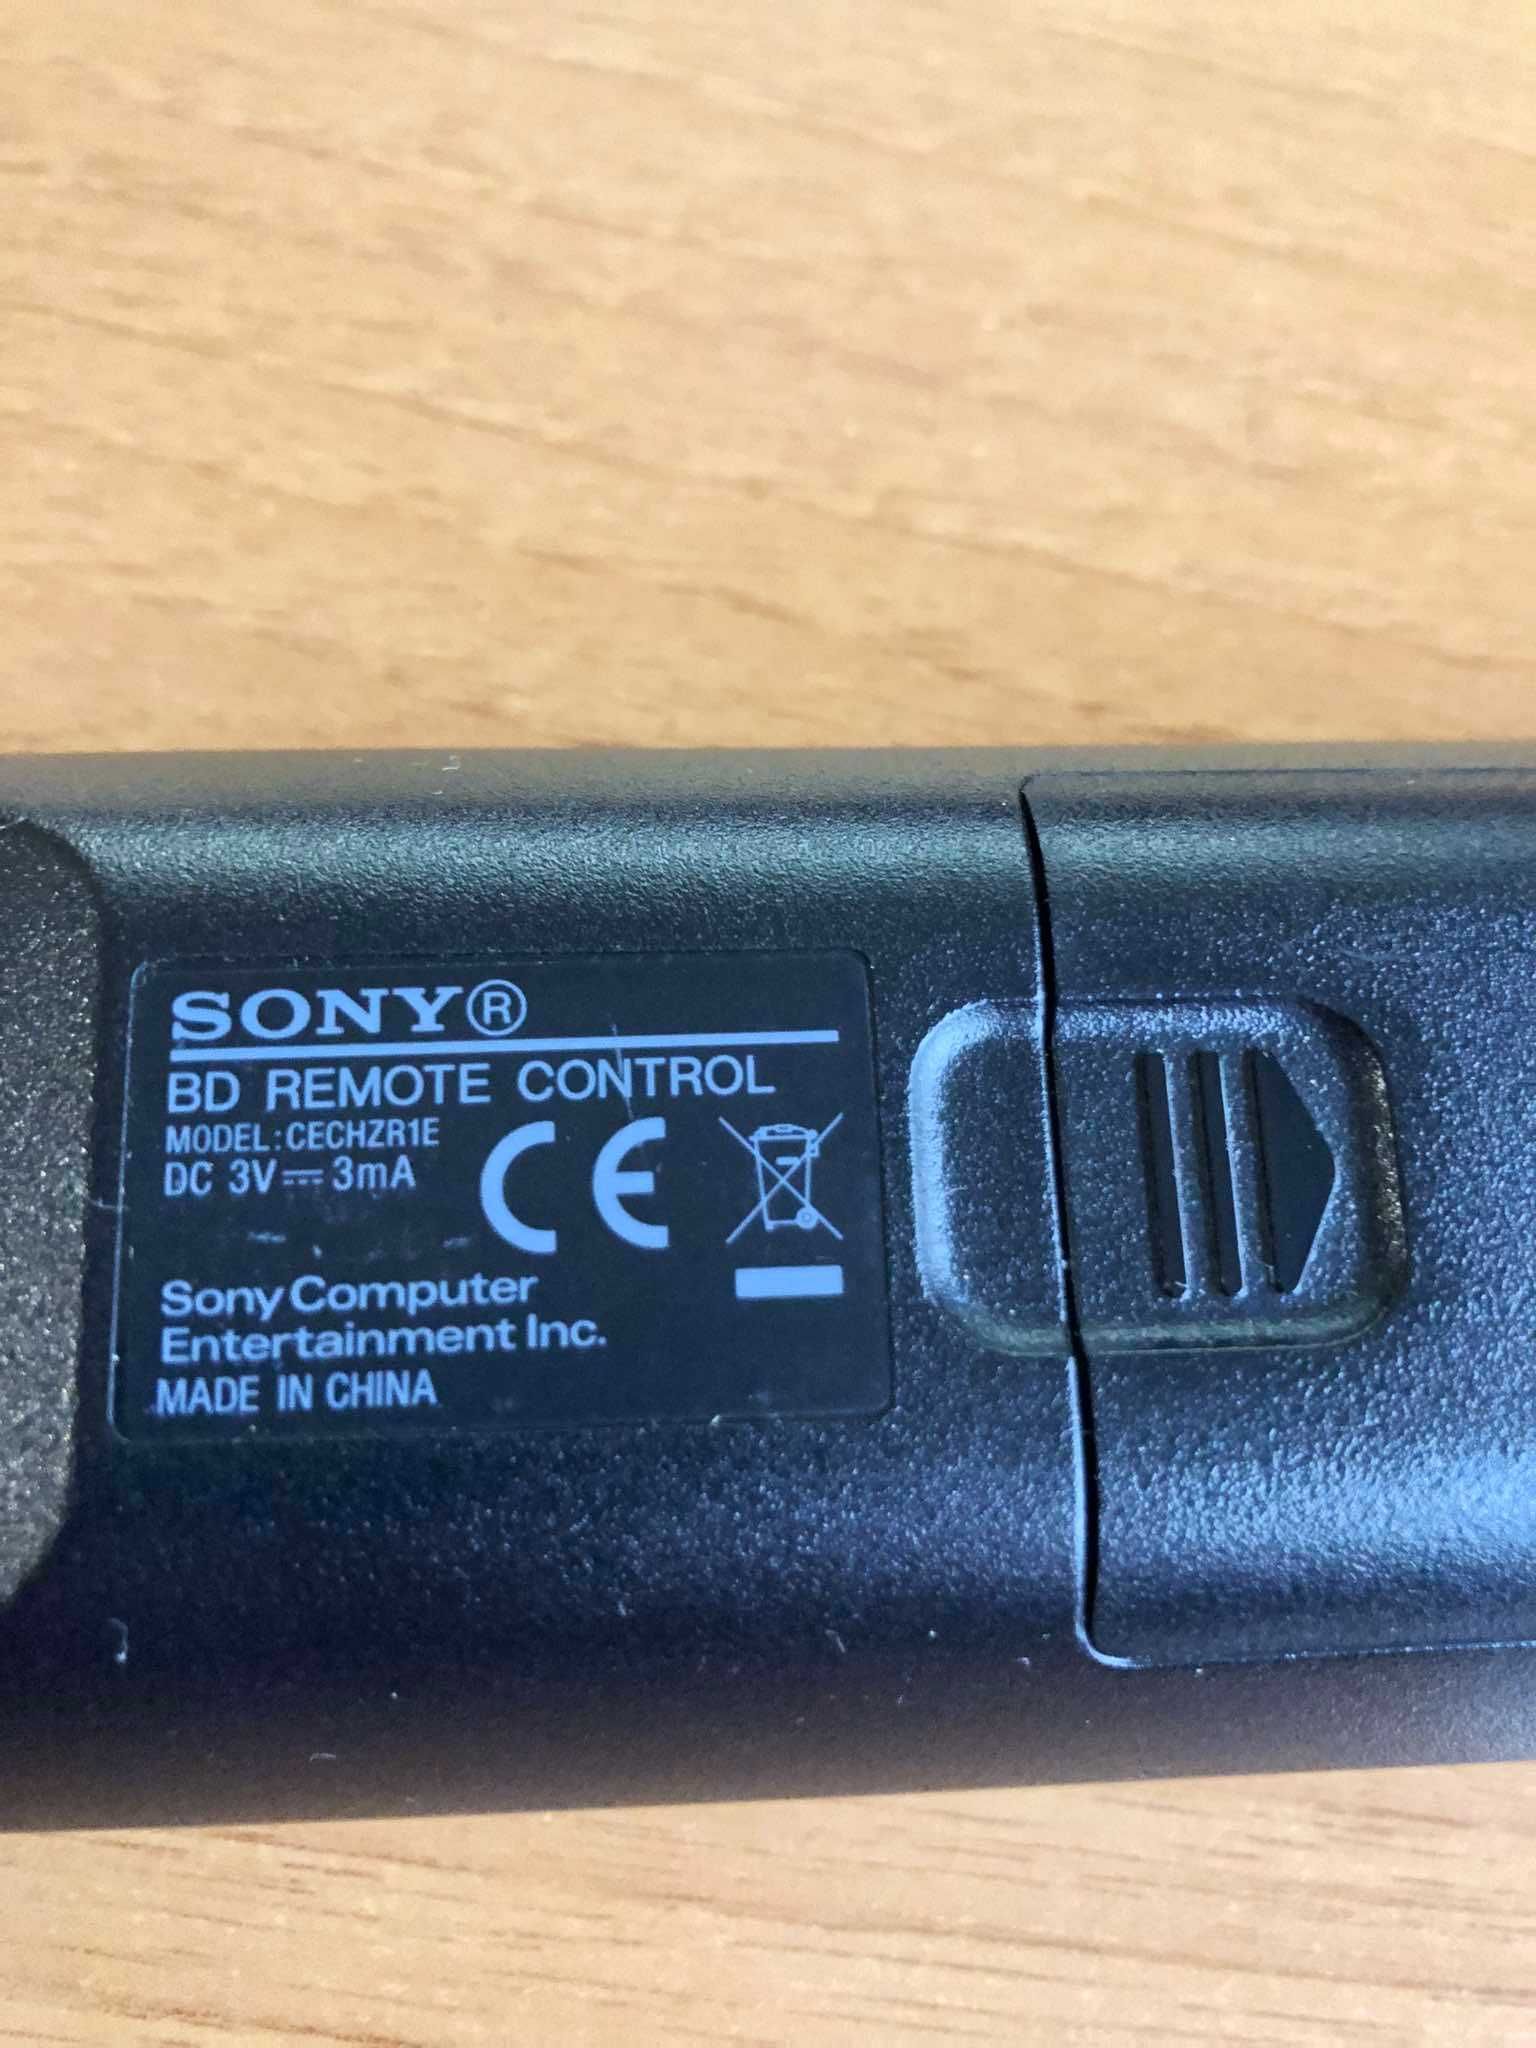 SONY®
BD REMOTE CONTROL
MODEL:CECHZR1E
DC 3V⎓3mA
CE
Sony Computer
Entertainment Inc.
MADE IN CHINA